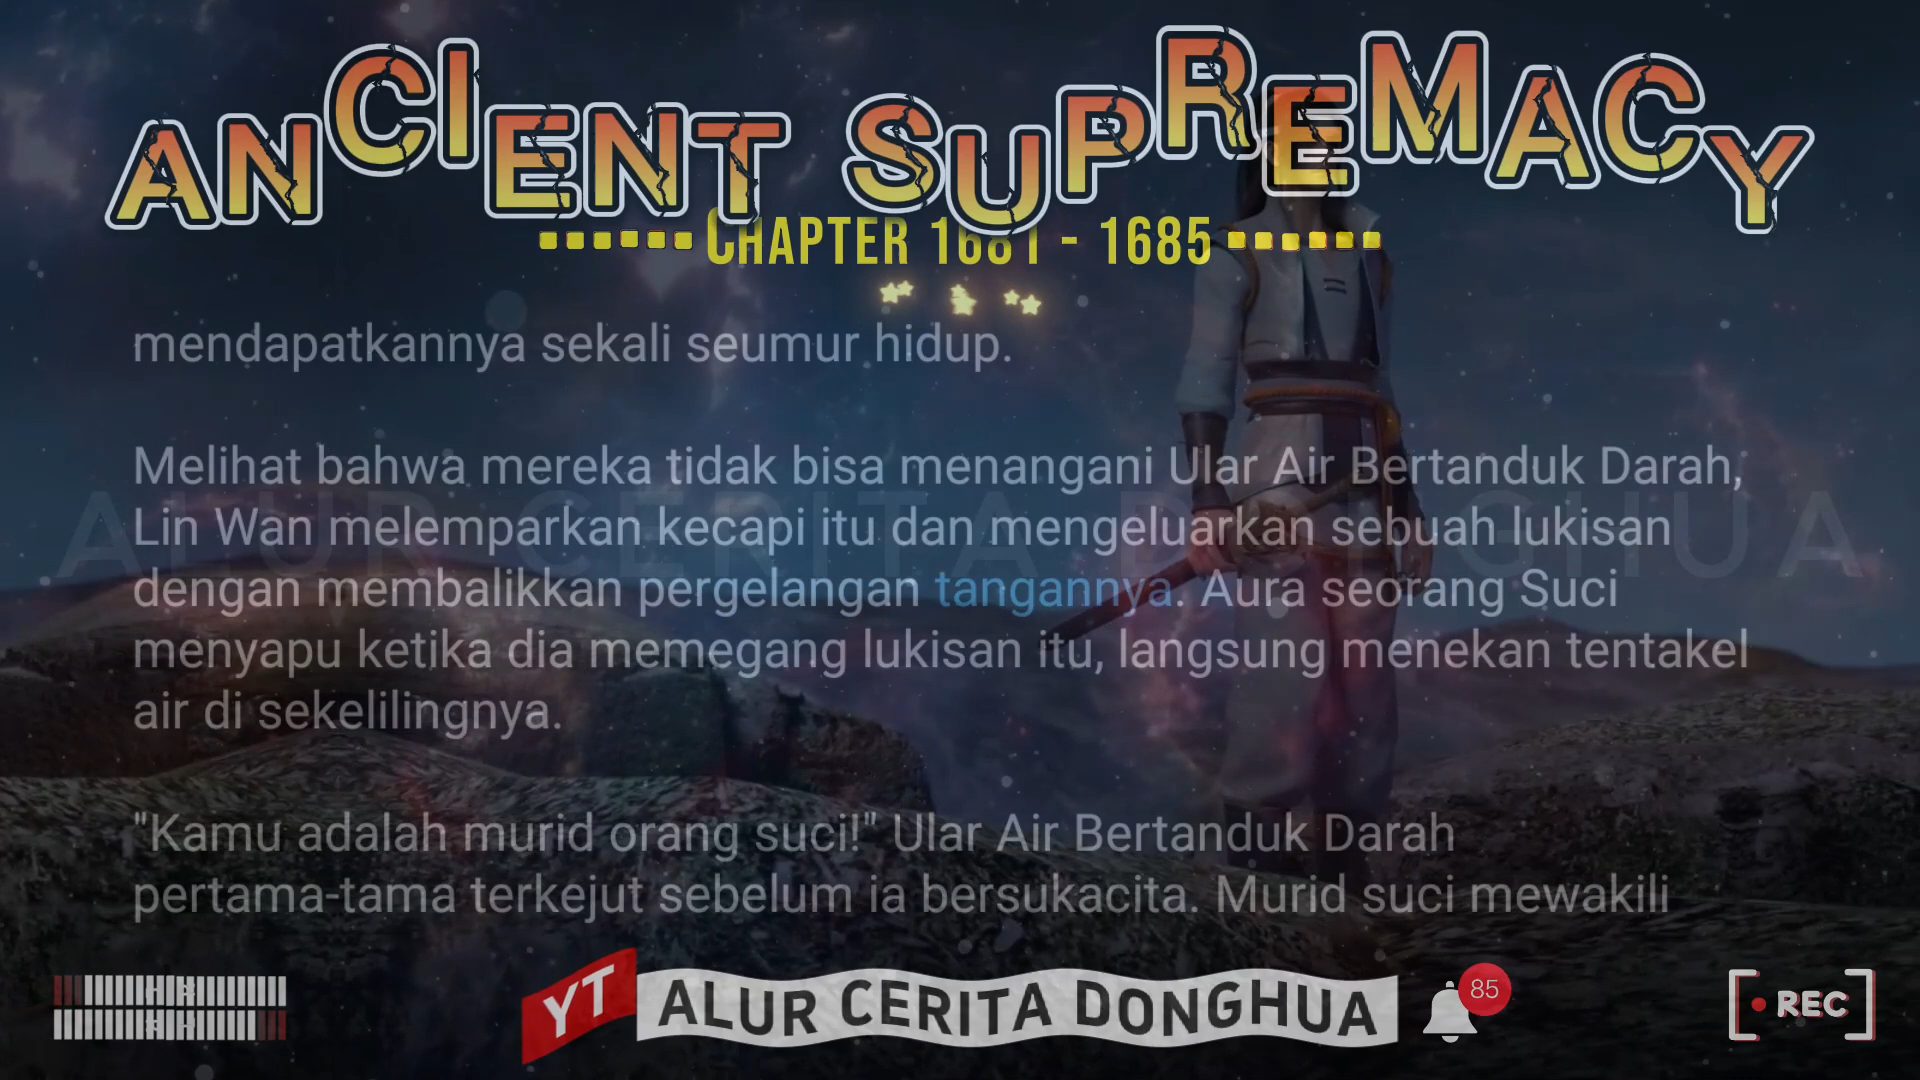 ANCIENT SUPREMACY
CHAPTER 1681 - 1685
mendapatkannya sekali seumur hidup.
Melihat bahwa mereka tidak bisa menangani Ular Air Bertanduk Darah,
Lin Wan melemparkan kecapi itu dan mengeluarkan sebuah lukisan
dengan membalikkan pergelangan tangannya. Aura seorang Suci
menyapu ketika dia memegang lukisan itu, langsung menekan tentakel
air di sekelilingnya.
"Kamu adalah murid orang suci!" Ular Air Bertanduk Darah
pertama-tama terkejut sebelum ia bersukacita. Murid suci mewakili
ALUR CERITA DONGHUA
YT ALUR CERITA DONGHUA
85
REC